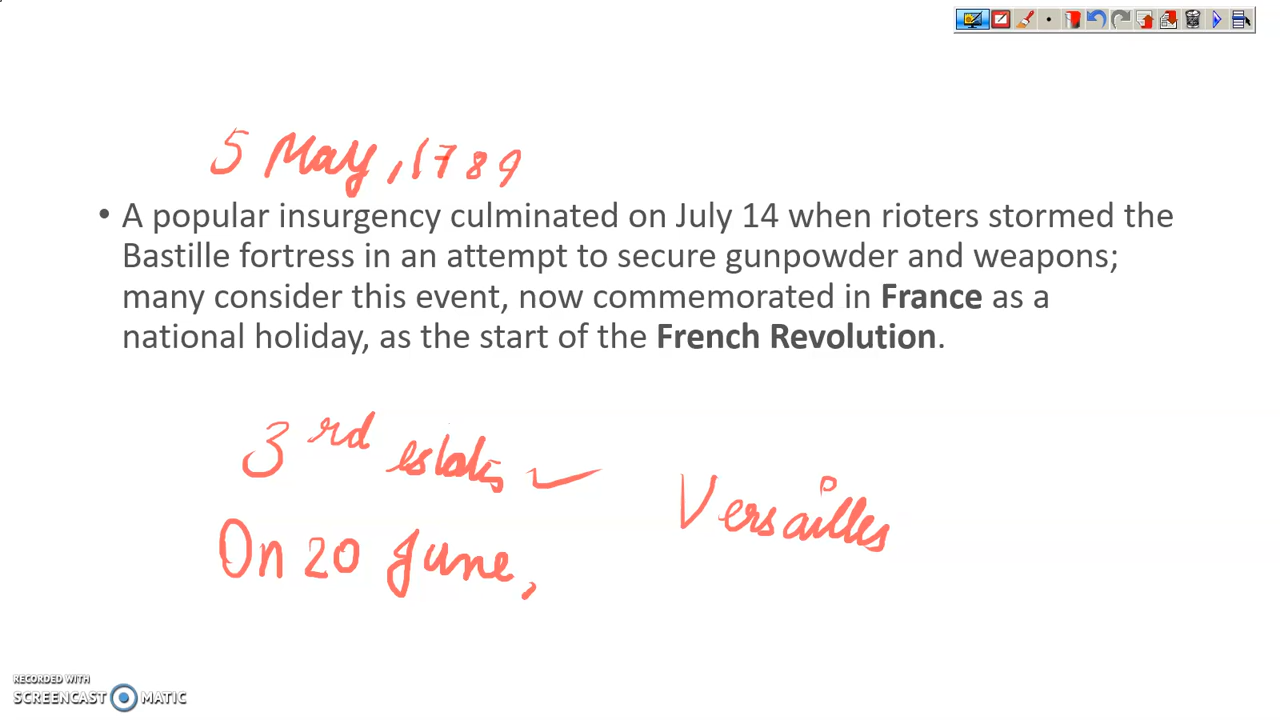 5 May, 1789
• A popular insurgency culminated on July 14 when rioters stormed the
Bastille fortress in an attempt to secure gunpowder and weapons;
many consider this event, now commemorated in France as a
national holiday, as the start of the French Revolution.
3rd estates
Versailles
On 20 June,
RECORDED WITH
SCREENCAST MATIC